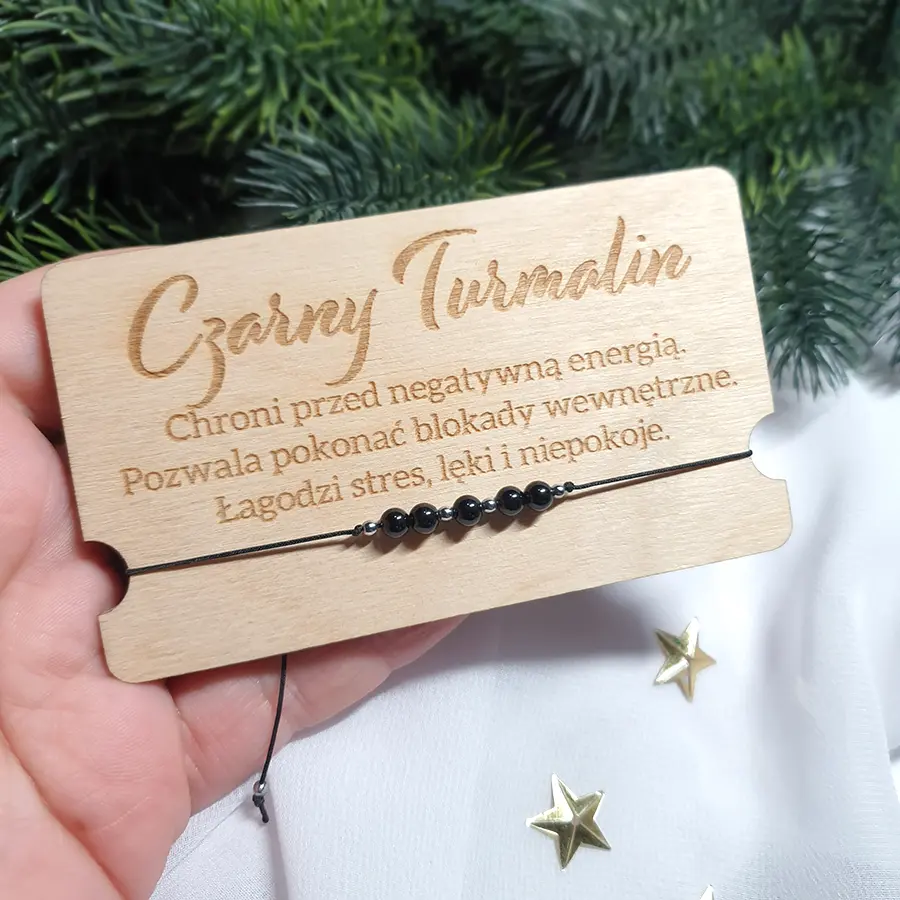 Czarny Turmalin
Chroni przed negatywną energią.
Pozwala pokonać blokady wewnętrzne.
Łagodzi stres, lęki i niepokoje.